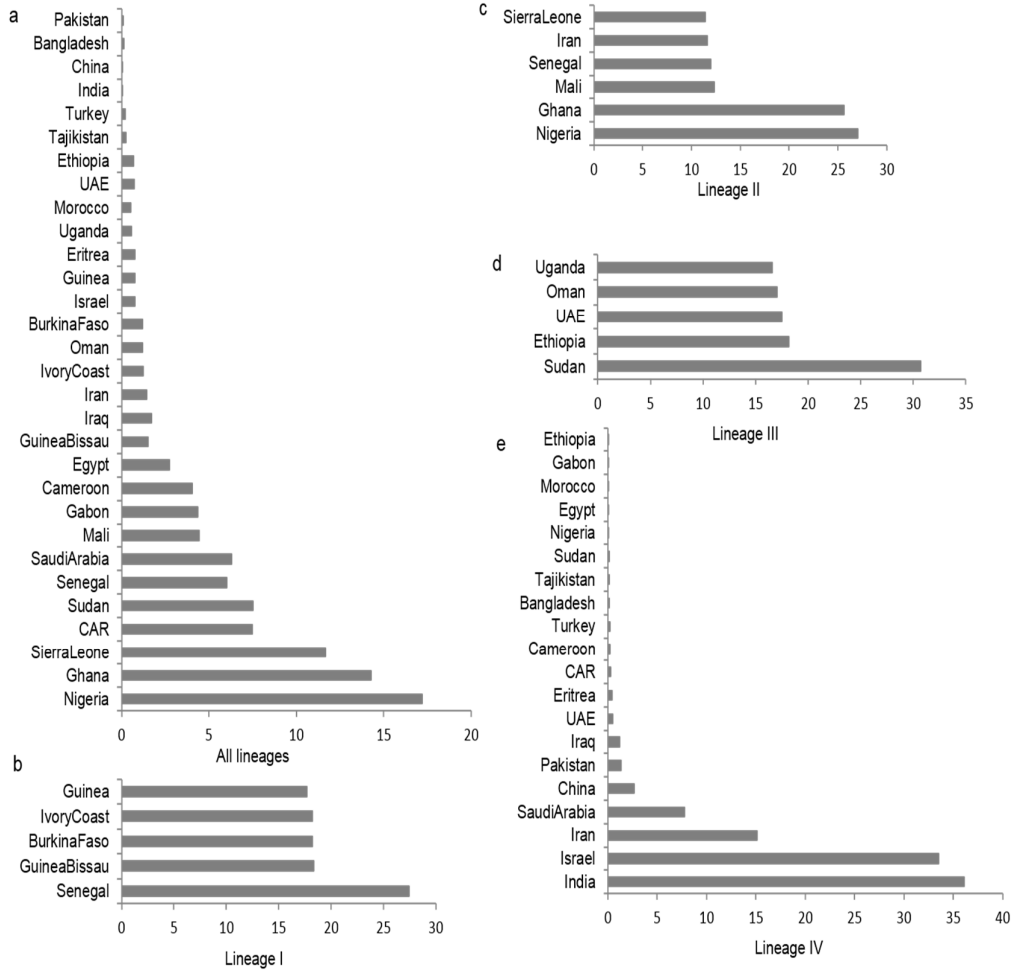 a
Pakistan
Bangladesh
China
India
Turkey
Tajikistan
Ethiopia
UAE
Morocco
Uganda
Eritrea
Guinea
Israel
BurkinaFaso
Oman
IvoryCoast
Iran
Iraq
GuineaBissau
Egypt
Cameroon
Gabon
Mali
SaudiArabia
Senegal
Sudan
CAR
SierraLeone
Ghana
Nigeria
0 5 10 15 20
All lineages
b
Guinea
IvoryCoast
BurkinaFaso
GuineaBissau
Senegal
0 5 10 15 20 25 30
Lineage I
c
SierraLeone
Iran
Senegal
Mali
Ghana
Nigeria
0 5 10 15 20 25 30
Lineage II
d
Uganda
Oman
UAE
Ethiopia
Sudan
0 5 10 15 20 25 30 35
Lineage III
e
Ethiopia
Gabon
Morocco
Egypt
Nigeria
Sudan
Tajikistan
Bangladesh
Turkey
Cameroon
CAR
Eritrea
UAE
Iraq
Pakistan
China
SaudiArabia
Iran
Israel
India
0 5 10 15 20 25 30 35 40
Lineage IV